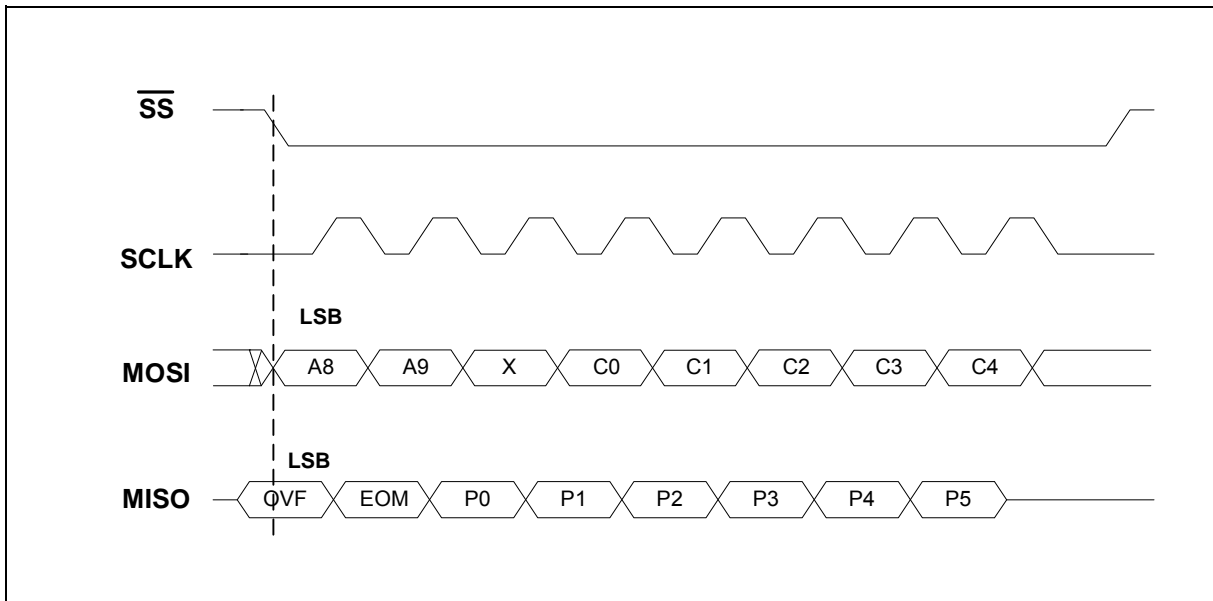 SS
SCLK
LSB
MOSI A8 A9 X C0 C1 C2 C3 C4
LSB
MISO OVF EOM P0 P1 P2 P3 P4 P5